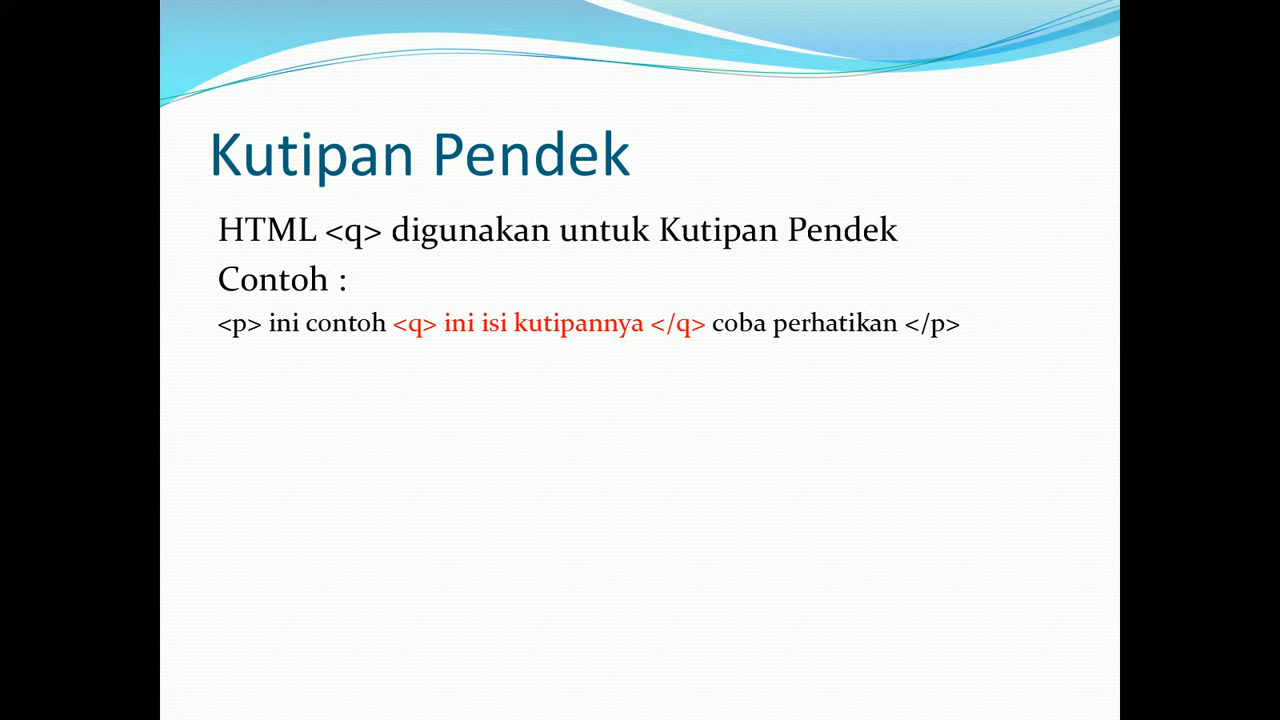 Kutipan Pendek
HTML <q> digunakan untuk Kutipan Pendek
Contoh :
<p> ini contoh <q> ini isi kutipannya </q> coba perhatikan </p>